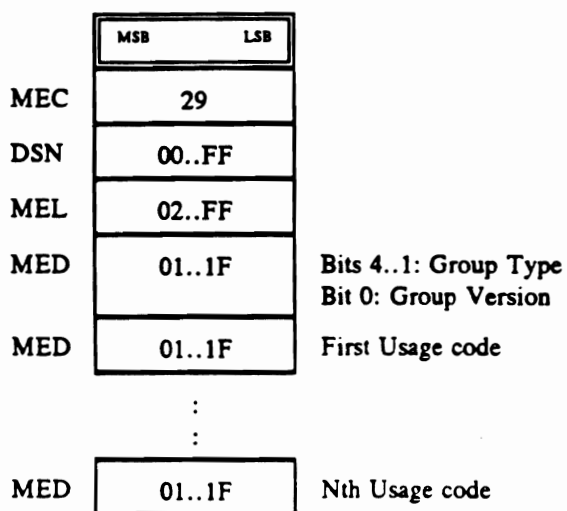 MSB LSB
MEC 29
DSN 00..FF
MEL 02..FF
MED 01..1F Bits 4..1: Group Type
Bit 0: Group Version
MED 01..1F First Usage code
:
:
MED 01..1F Nth Usage code